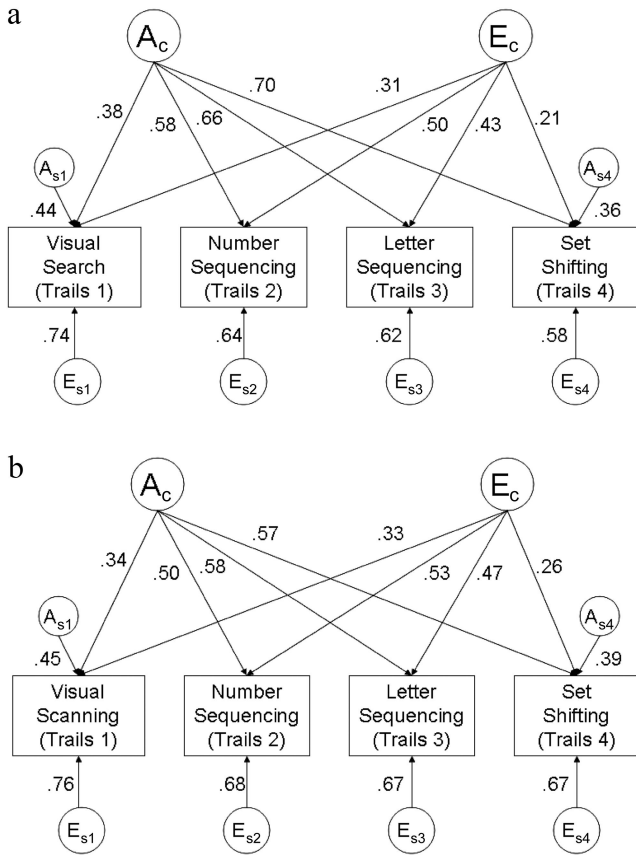 a
Ac
Ec
.38
.58
.66
.70
.31
.50
.43
.21
As1
As4
.44
.36
Visual
Search
(Trails 1)
Number
Sequencing
(Trails 2)
Letter
Sequencing
(Trails 3)
Set
Shifting
(Trails 4)
.74
.64
.62
.58
Es1
Es2
Es3
Es4
b
Ac
Ec
.34
.50
.58
.57
.33
.53
.47
.26
As1
As4
.45
.39
Visual
Scanning
(Trails 1)
Number
Sequencing
(Trails 2)
Letter
Sequencing
(Trails 3)
Set
Shifting
(Trails 4)
.76
.68
.67
.67
Es1
Es2
Es3
Es4